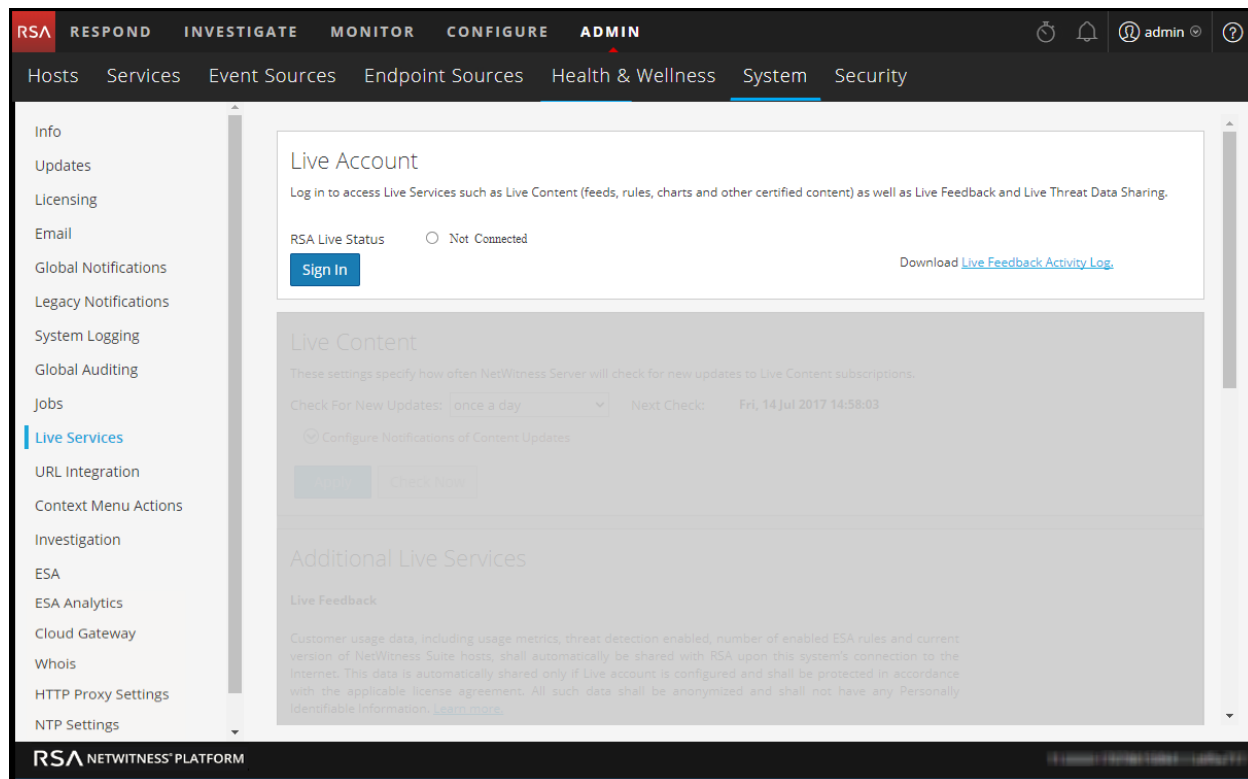 RSA RESPOND INVESTIGATE MONITOR CONFIGURE ADMIN admin ?
Hosts Services Event Sources Endpoint Sources Health & Wellness System Security
Info
Updates
Licensing
Email
Global Notifications
Legacy Notifications
System Logging
Global Auditing
Jobs
Live Services
URL Integration
Context Menu Actions
Investigation
ESA
ESA Analytics
Cloud Gateway
Whois
HTTP Proxy Settings
NTP Settings
Live Account
Log in to access Live Services such as Live Content (feeds, rules, charts and other certified content) as well as Live Feedback and Live Threat Data Sharing.
RSA Live Status Not Connected
Sign In
Download Live Feedback Activity Log.
Live Content
These settings specify how often NetWitness Server will check for new updates to Live Content subscriptions.
Check For New Updates: once a day Next Check: Fri, 14 Jul 2017 14:58:03
Configure Notifications of Content Updates
Apply Check Now
Additional Live Services
Live Feedback
Customer usage data, including usage metrics, threat detection enabled, number of enabled ESA rules and current
version of NetWitness Suite hosts, shall automatically be shared with RSA upon this system's connection to the
Internet. This data is automatically shared only if Live account is configured and shall be protected in accordance
with the applicable license agreement. All such data shall be anonymized and shall not have any Personally
Identifiable Information. Learn more.
RSA NETWITNESS® PLATFORM